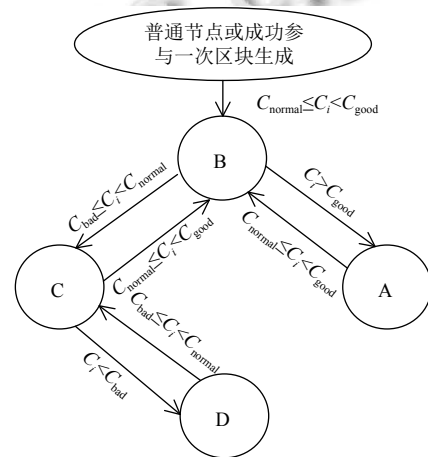 普通节点或成功参
与一次区块生成
C_normal≤C_i<C_good
B
C_bad≤C_i<C_normal
C_i>C_good
C_normal≤C_i<C_good
C_normal≤C_i<C_good
C
A
C_bad≤C_i<C_normal
C_i<C_bad
D